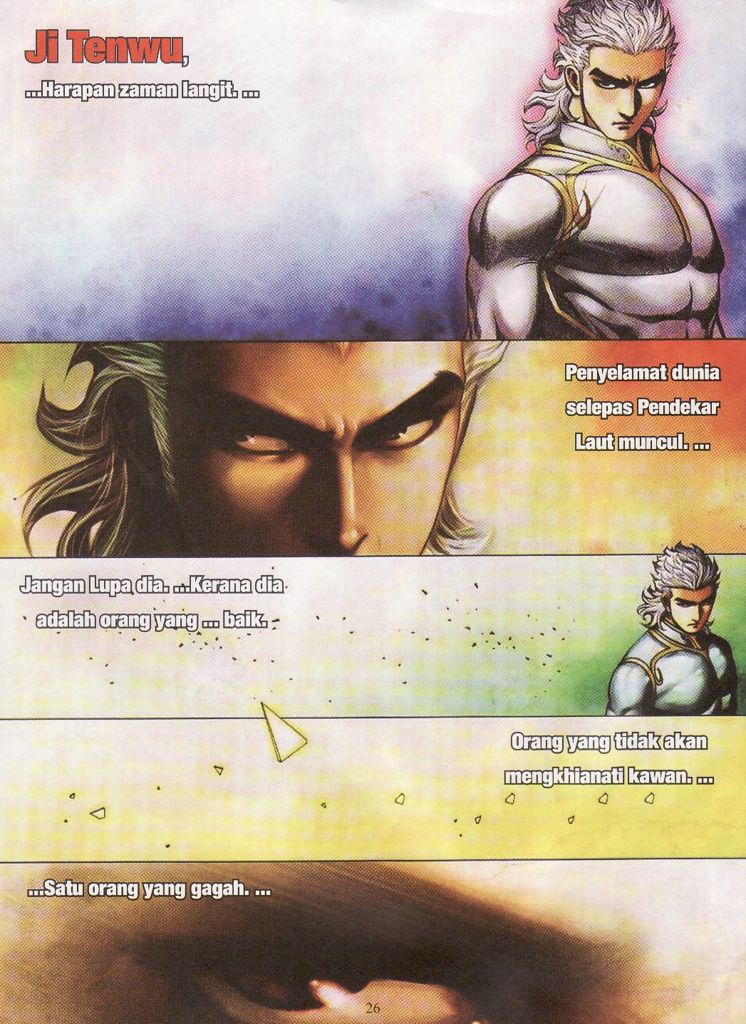 Ji Tenwu,
...Harapan zaman langit. ...
Penyelamat dunia
selepas Pendekar
Laut muncul. ...
Jangan Lupa dia. ...Kerana dia
adalah orang yang ... baik.
Orang yang tidak akan
mengkhianati kawan. ...
...Satu orang yang gagah. ...
26